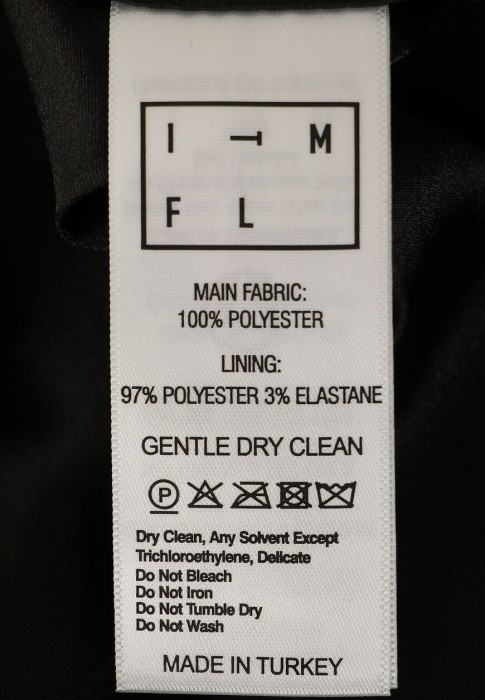 I T M
F L
MAIN FABRIC:
100% POLYESTER
LINING:
97% POLYESTER 3% ELASTANE
GENTLE DRY CLEAN
P
Dry Clean, Any Solvent Except
Trichloroethylene, Delicate
Do Not Bleach
Do Not Iron
Do Not Tumble Dry
Do Not Wash
MADE IN TURKEY